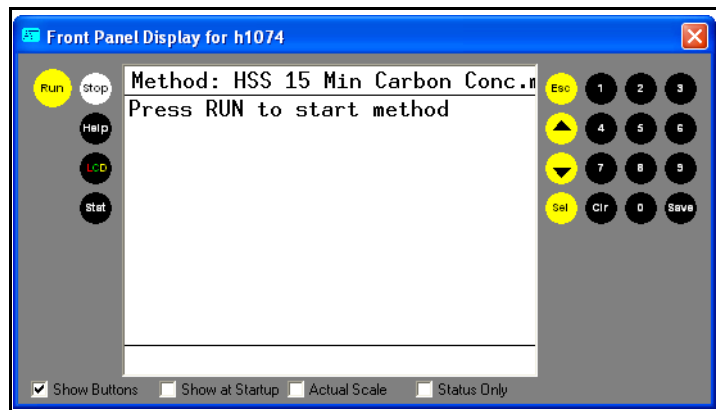 Front Panel Display for h1074
Run Stop Method: HSS 15 Min Carbon Conc. Esc 1 2 3
Press RUN to start method
Help 4 5 6
LCD 7 8 9
Stat Sel Clr 0 Save
Show Buttons Show at Startup Actual Scale Status Only